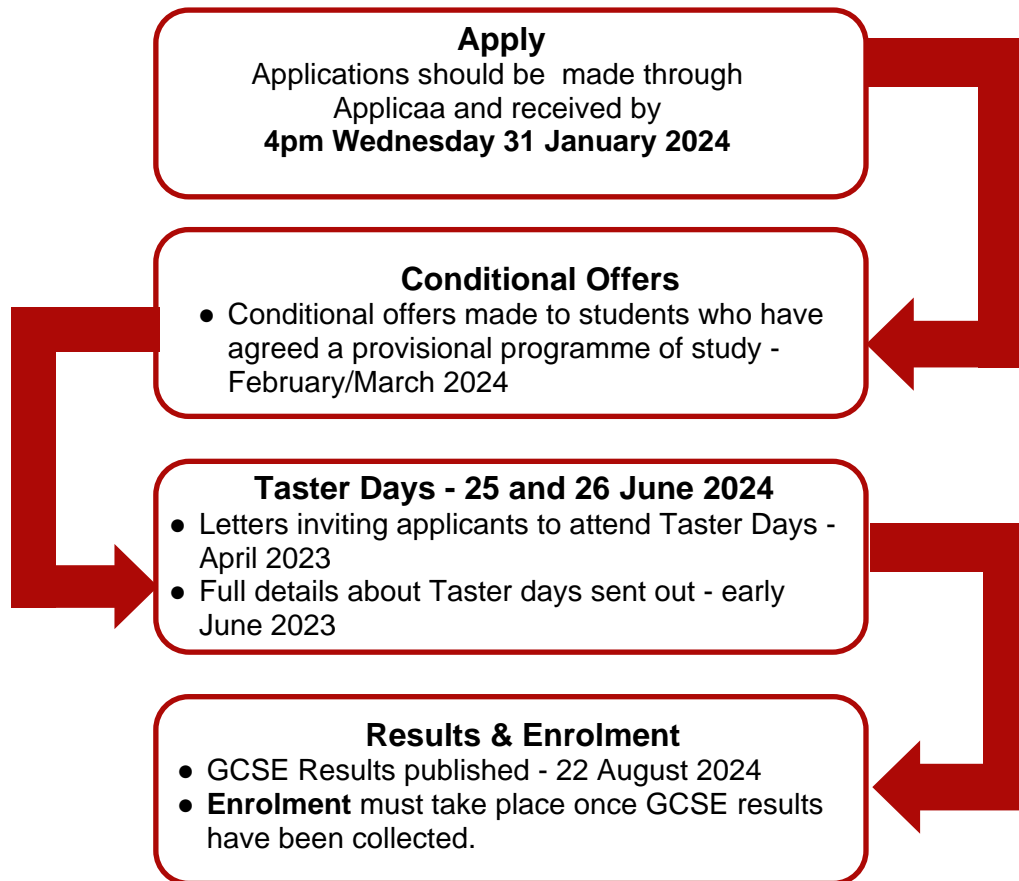 Apply
Applications should be  made through
Applicaa and received by
4pm Wednesday 31 January 2024
Conditional Offers
● Conditional offers made to students who have
agreed a provisional programme of study -
February/March 2024
Taster Days - 25 and 26 June 2024
● Letters inviting applicants to attend Taster Days -
April 2023
● Full details about Taster days sent out - early
June 2023
Results & Enrolment
● GCSE Results published - 22 August 2024
● Enrolment must take place once GCSE results
have been collected.